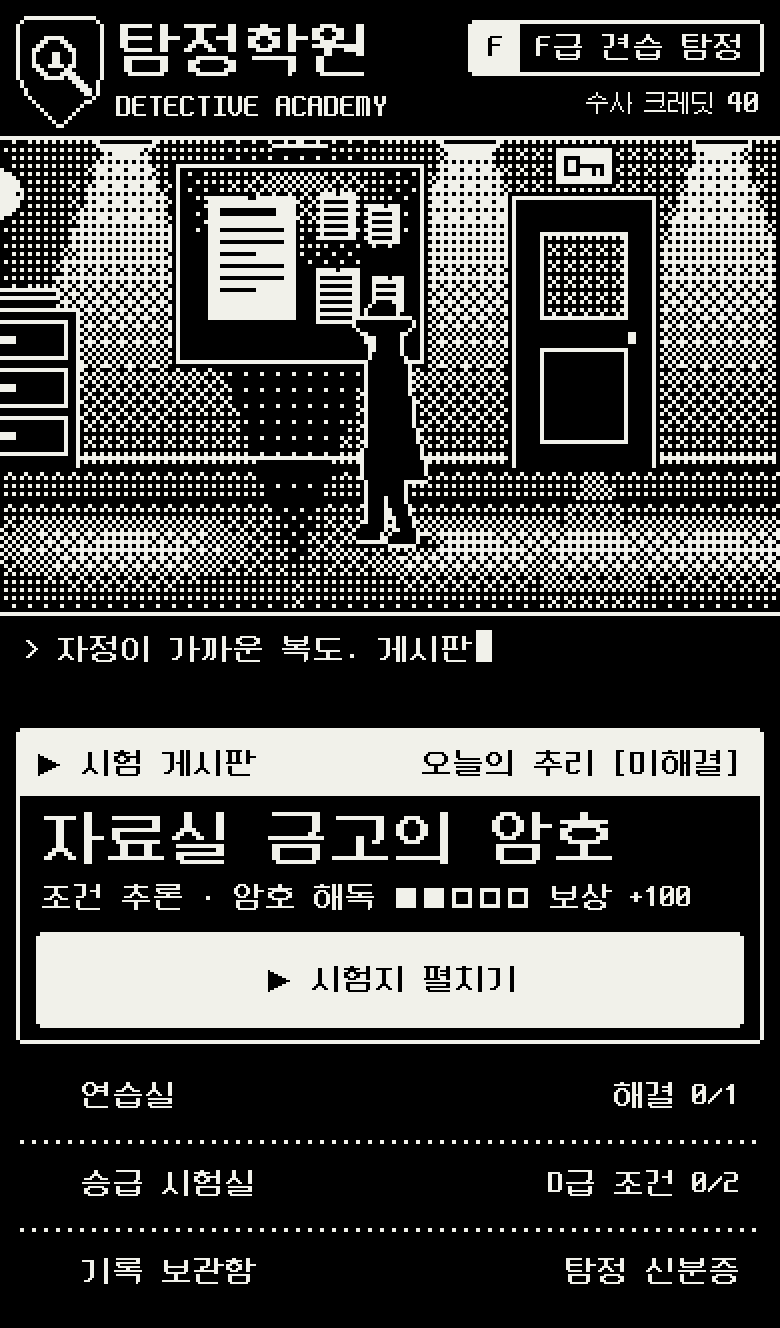 탐정학원
DETECTIVE ACADEMY
F F급 견습 탐정
수사 크레딧 40
> 자정이 가까운 복도. 게시판
▶ 시험 게시판 오늘의 추리 [미해결]
자료실 금고의 암호
조건 추론 · 암호 해독 ■■□□□ 보상 +100
▶ 시험지 펼치기
연습실 해결 0/1
승급 시험실 D급 조건 0/2
기록 보관함 탐정 신분증